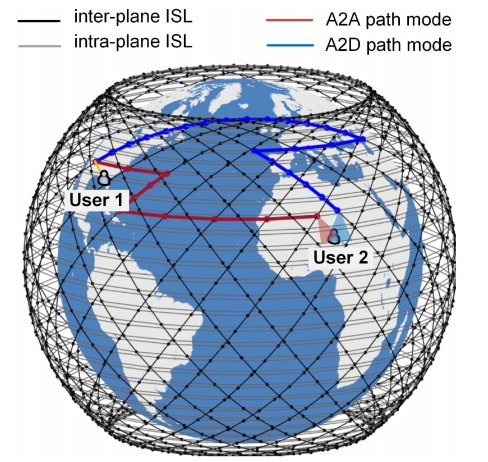 inter-plane ISL
A2A path mode
intra-plane ISL
A2D path mode
User 1
User 2